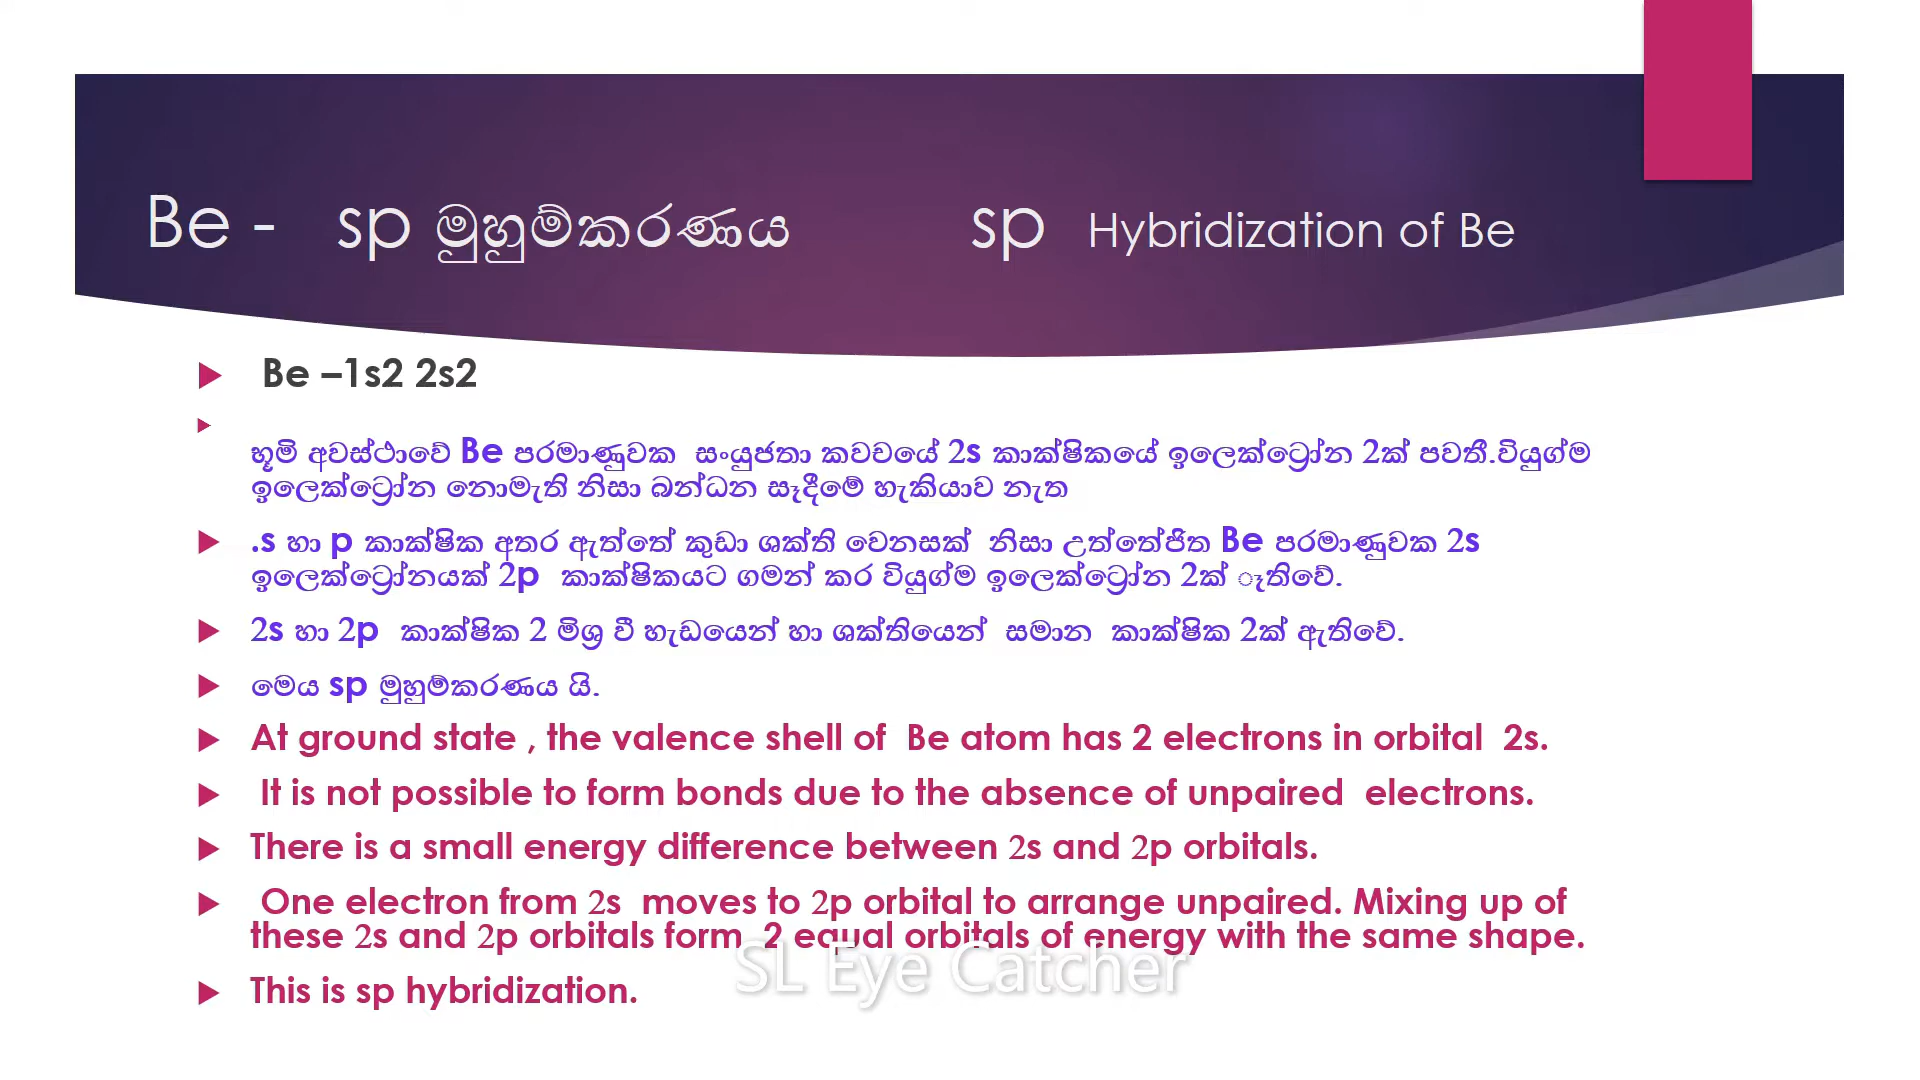 Be - sp මුහුම්කරණය sp Hybridization of Be
Be –1s2 2s2
භූමි අවස්ථාවේ Be පරමාණුවක සංයුජතා කවචයේ 2s කාක්ෂිකයේ ඉලෙක්ට්‍රෝන 2ක් පවතී.වියුග්ම
ඉලෙක්ට්‍රෝන නොමැති නිසා බන්ධන සෑදීමේ හැකියාව නැත
.s හා p කාක්ෂික අතර ඇත්තේ කුඩා ශක්ති වෙනසක් නිසා උත්තේජිත Be පරමාණුවක 2s
ඉලෙක්ට්‍රෝනයක් 2p කාක්ෂිකයට ගමන් කර වියුග්ම ඉලෙක්ට්‍රෝන 2ක් ෑතිවේ.
2s හා 2p කාක්ෂික 2 මිශ්‍ර වී හැඩයෙන් හා ශක්තියෙන් සමාන කාක්ෂික 2ක් ඇතිවේ.
මෙය sp මුහුම්කරණය යි.
At ground state , the valence shell of Be atom has 2 electrons in orbital 2s.
It is not possible to form bonds due to the absence of unpaired electrons.
There is a small energy difference between 2s and 2p orbitals.
One electron from 2s moves to 2p orbital to arrange unpaired. Mixing up of
these 2s and 2p orbitals form 2 equal orbitals of energy with the same shape.
SL Eye Catcher
This is sp hybridization.